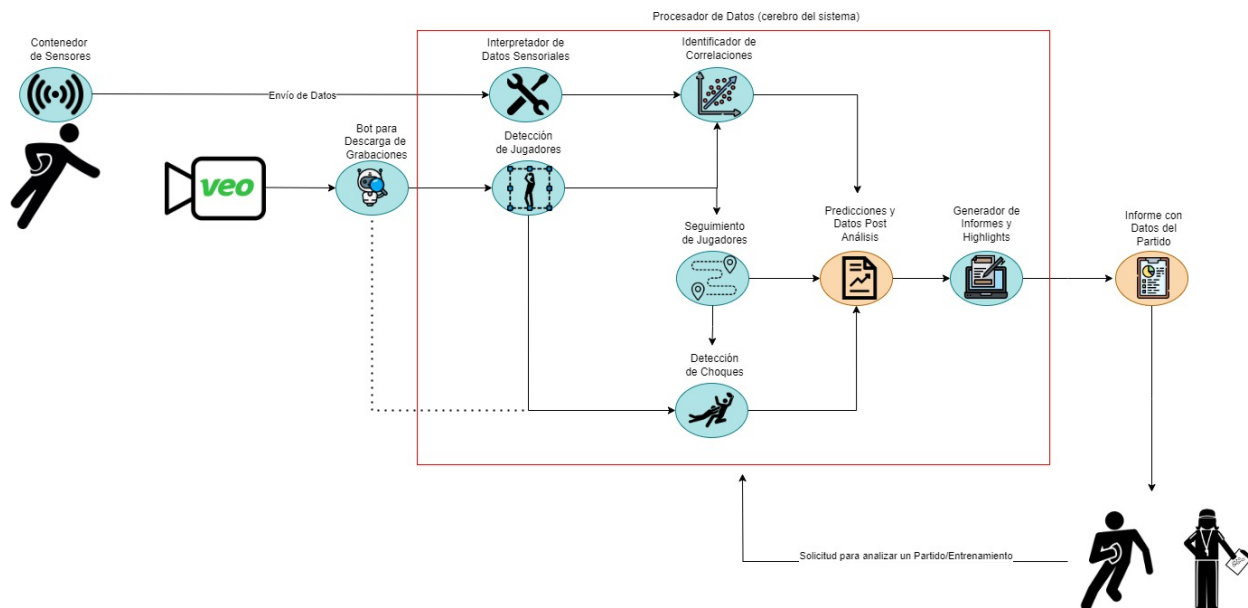 Procesador de Datos (cerebro del sistema)
Contenedor
de Sensores
Interpretador de
Datos Sensoriales
Identificador de
Correlaciones
Envío de Datos
Bot para
Descarga de
Grabaciones
Detección
de Jugadores
veo
Seguimiento
de Jugadores
Predicciones y
Datos Post
Análisis
Generador de
Informes y
Highlights
Informe con
Datos del
Partido
Detección
de Choques
Solicitud para analizar un Partido/Entrenamiento